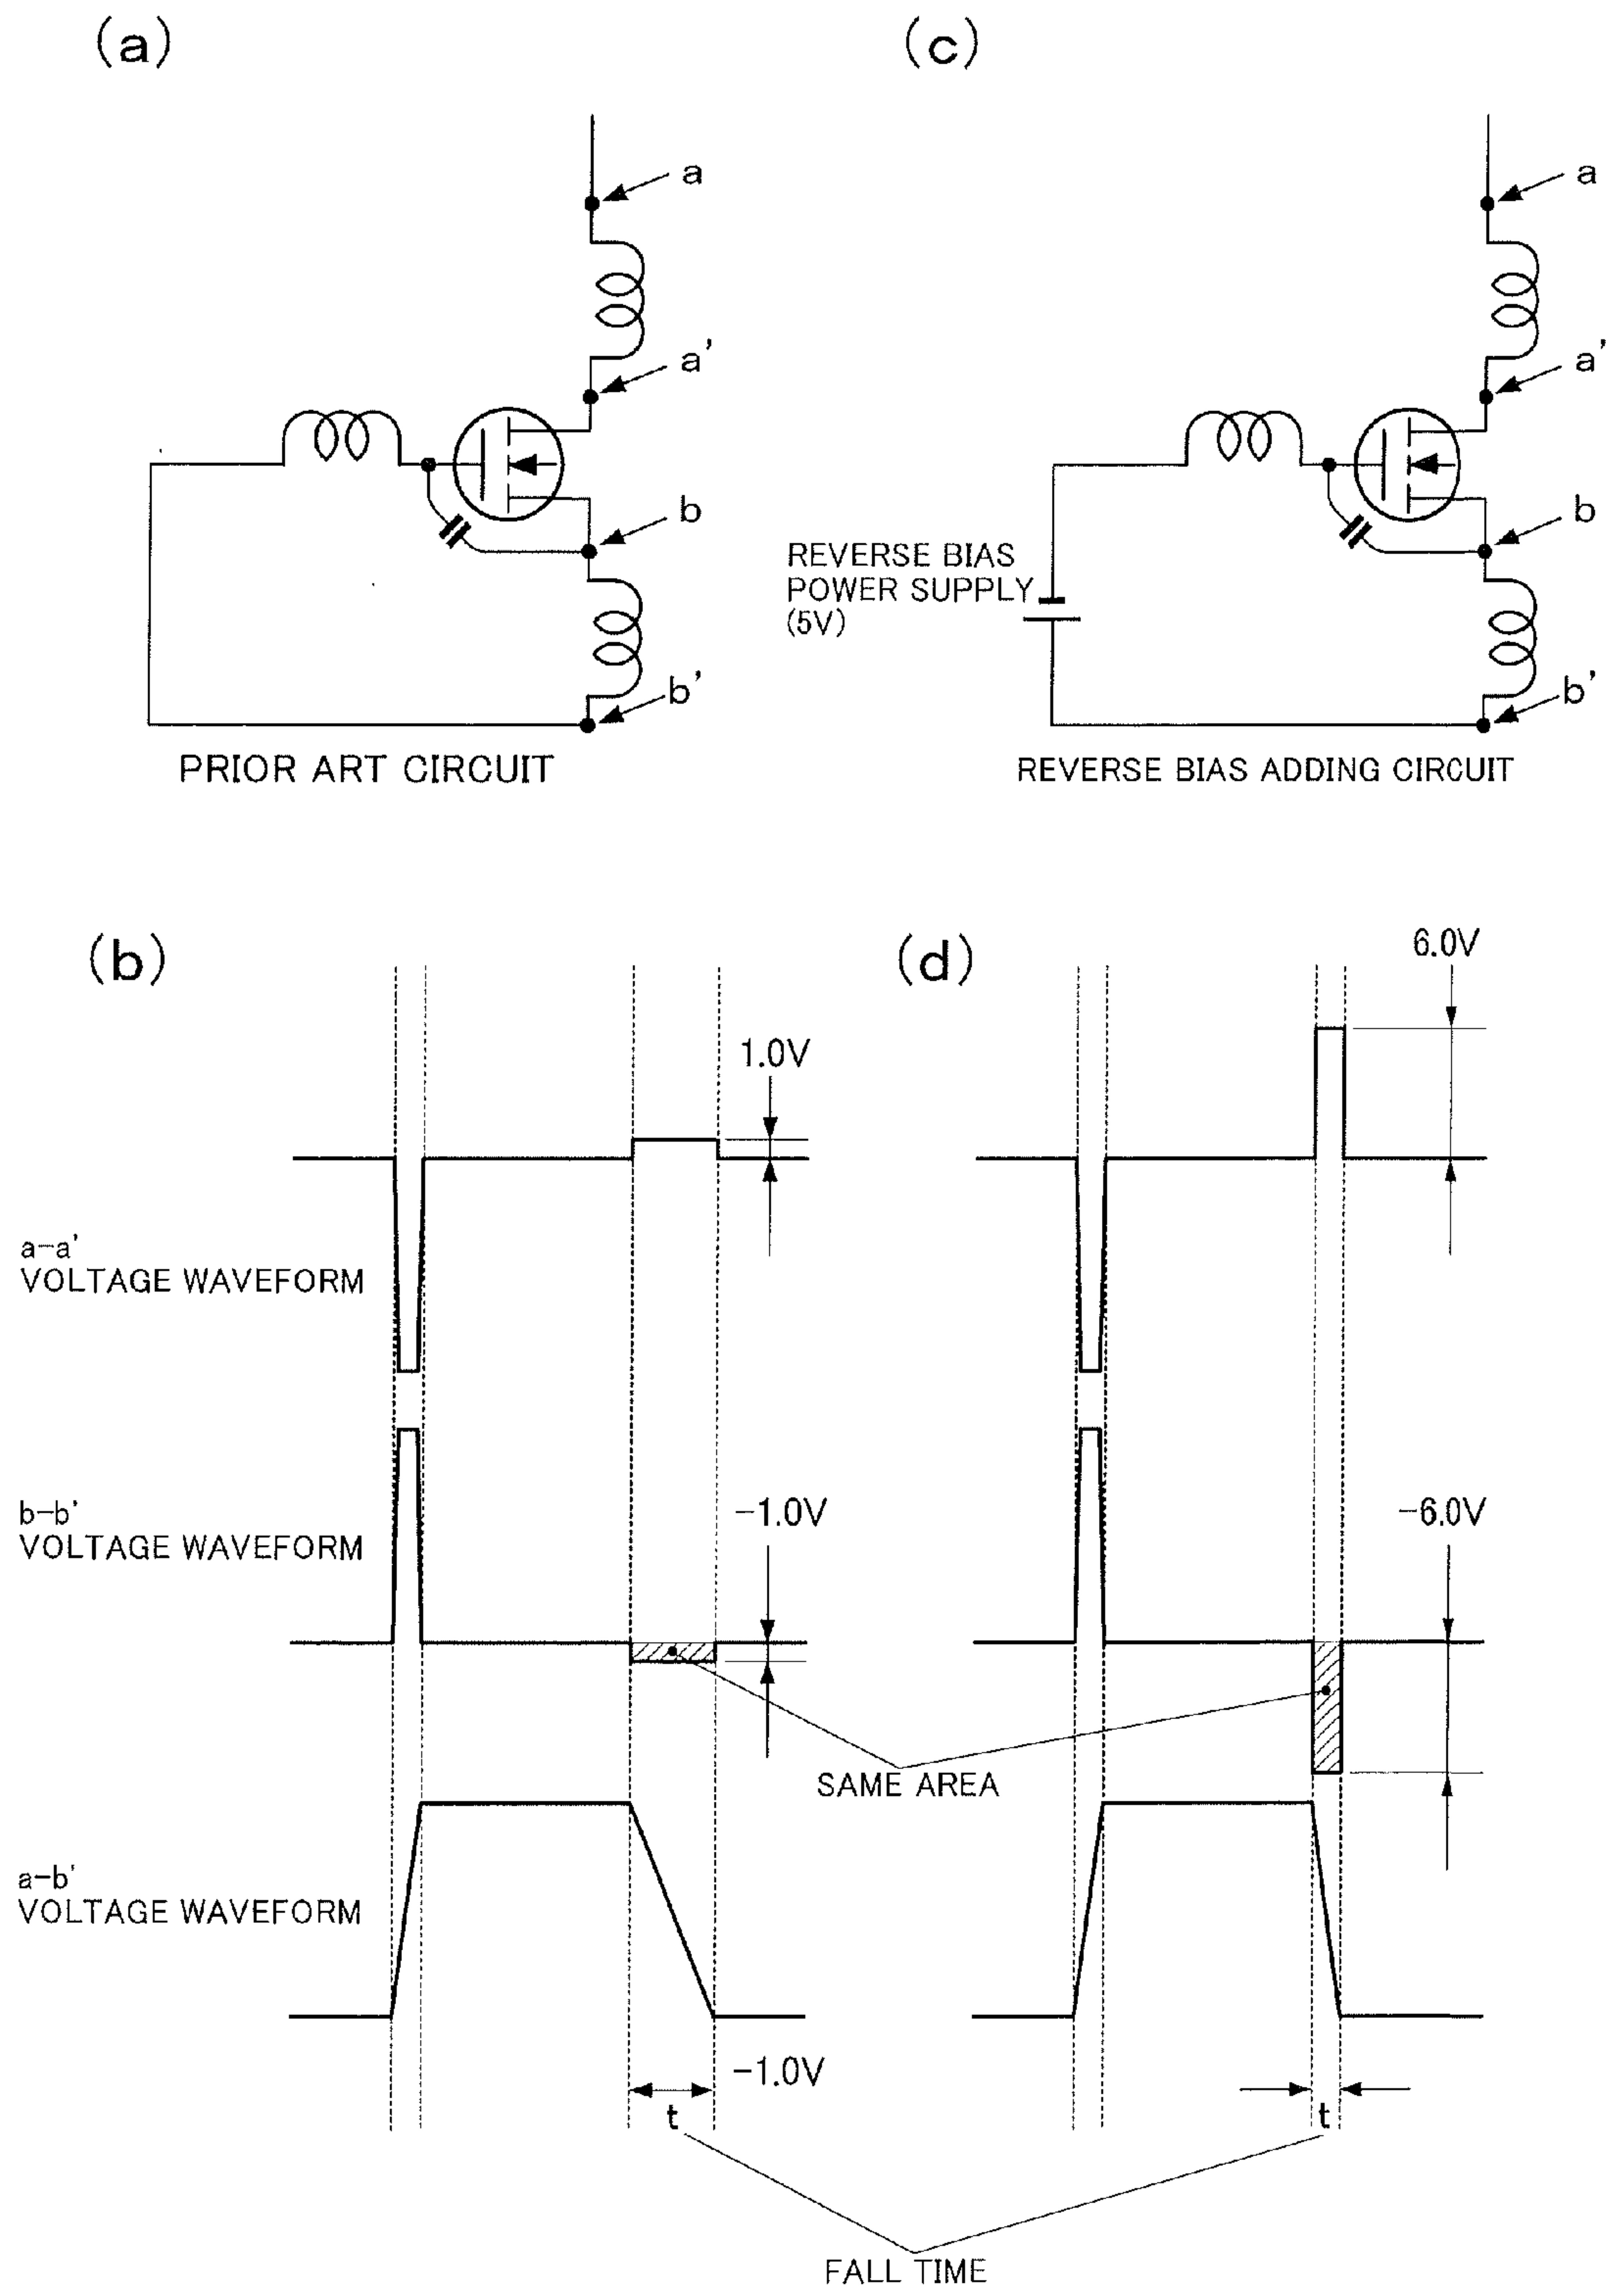 (a)
(c)
a
a
a'
a'
b
b
REVERSE BIAS
POWER SUPPLY
(5V)
b'
b'
PRIOR ART CIRCUIT
REVERSE BIAS ADDING CIRCUIT
(b)
(d)
6.0V
1.0V
a-a'
VOLTAGE WAVEFORM
-1.0V
-6.0V
b-b'
VOLTAGE WAVEFORM
SAME AREA
a-b'
VOLTAGE WAVEFORM
-1.0V
t
t
FALL TIME